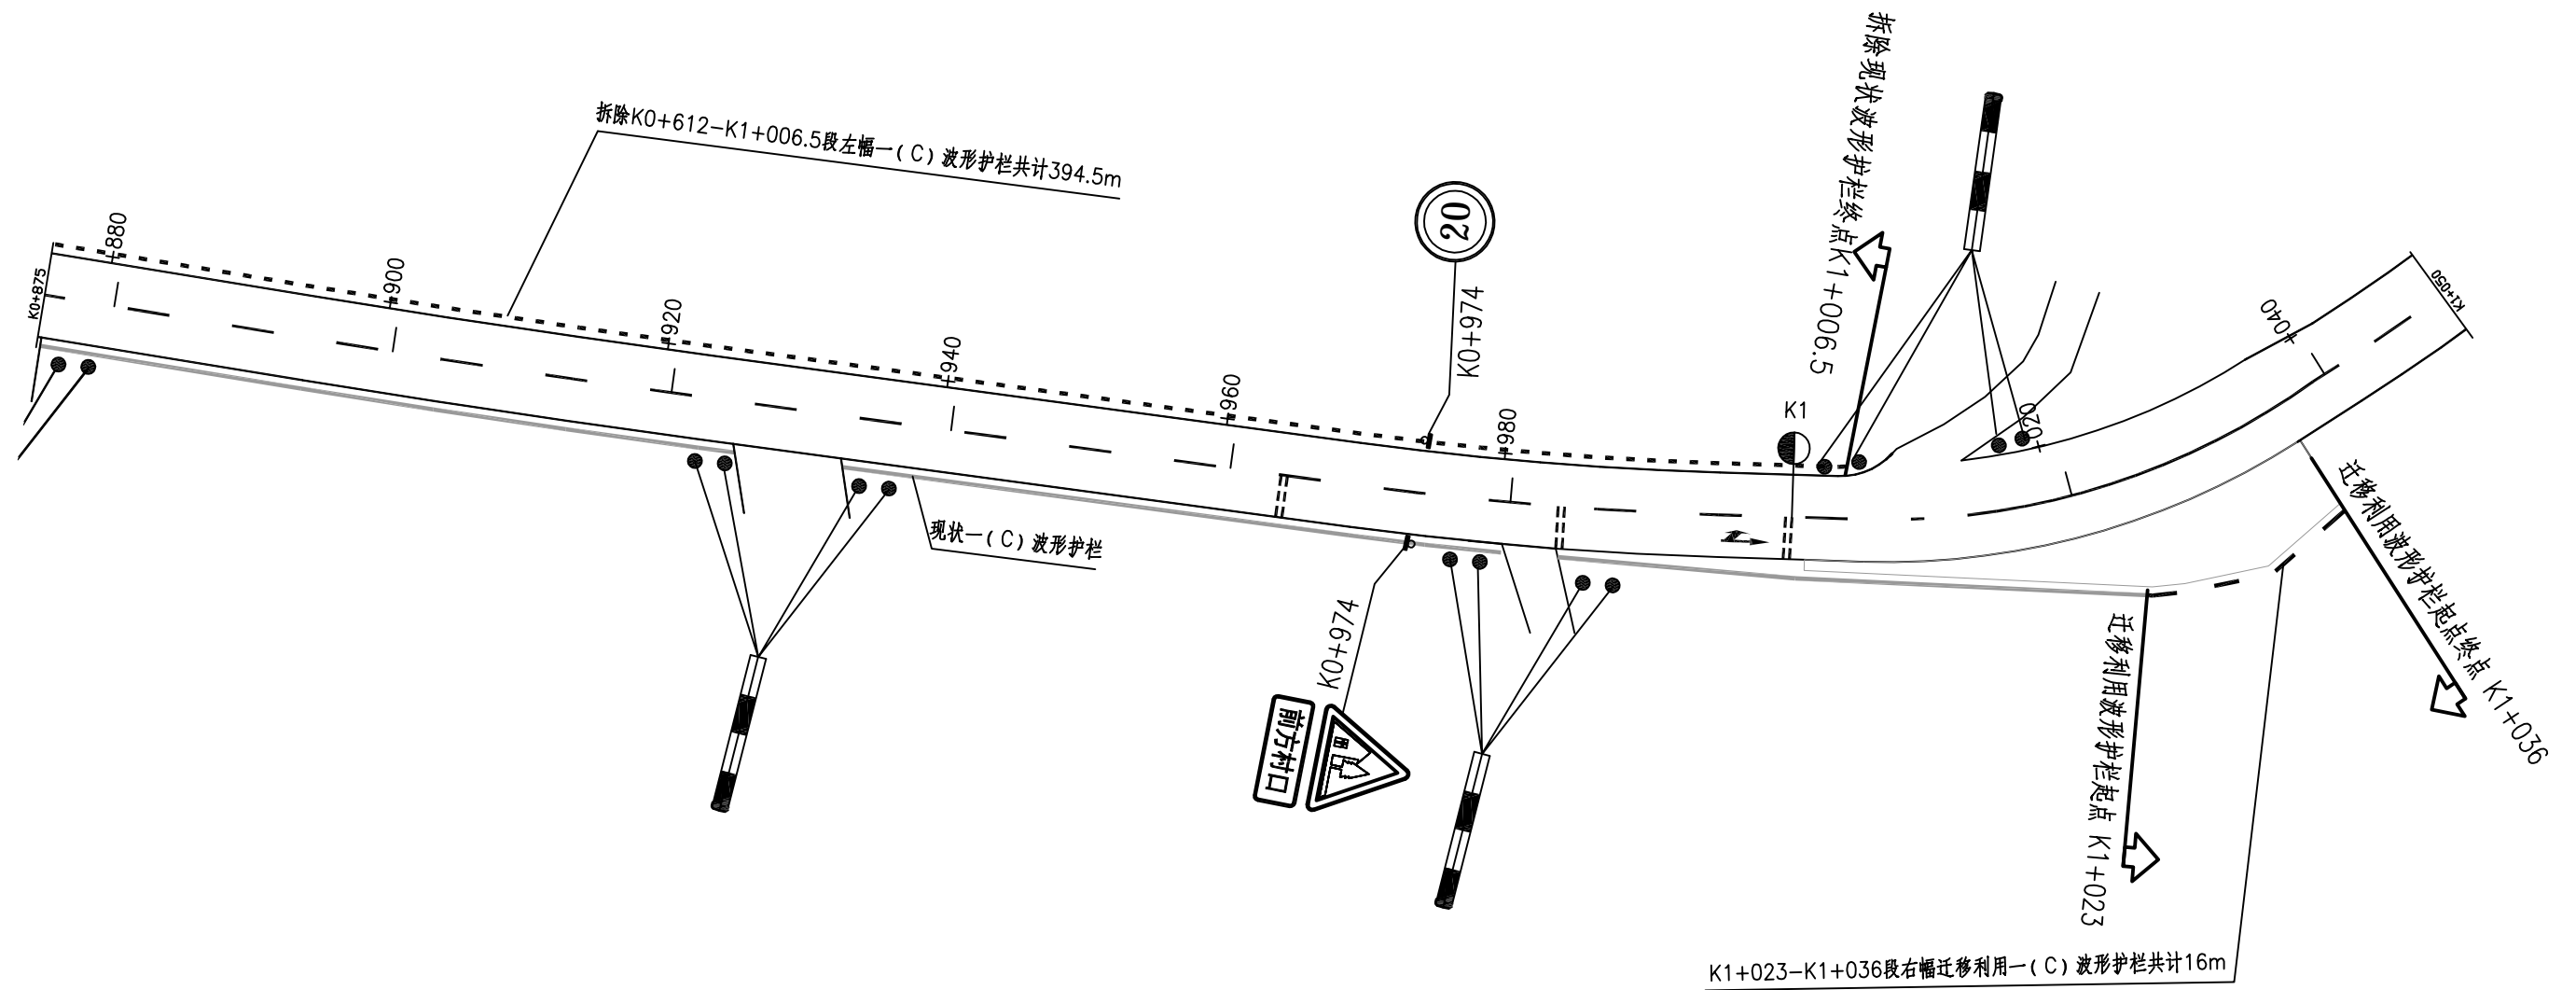 拆除K0+612-K1+006.5段左幅一(C)波形护栏共计394.5m
拆除现状波形护栏终点K1+006.5
K0+875
880
900
920
940
960
980
K1
020
040
K1+050
20
K0+974
现状一(C)波形护栏
K0+974
前方村口
迁移利用波形护栏起点终点 K1+036
迁移利用波形护栏起点 K1+023
K1+023-K1+036段右幅迁移利用一(C)波形护栏共计16m